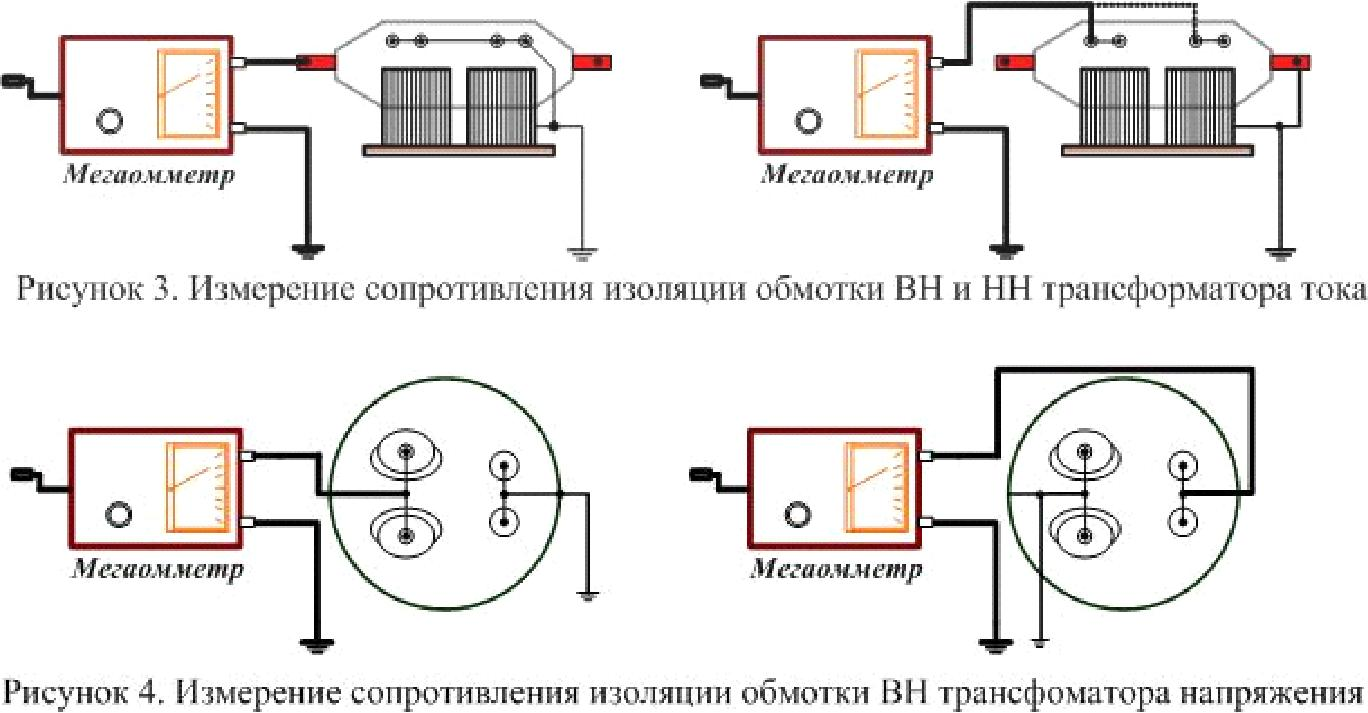 Мегаомметр
Мегаомметр
Рисунок 3. Измерение сопротивления изоляции обмотки ВН и НН трансформатора тока
Мегаомметр
Мегаомметр
Рисунок 4. Измерение сопротивления изоляции обмотки ВН трансфоматора напряжения